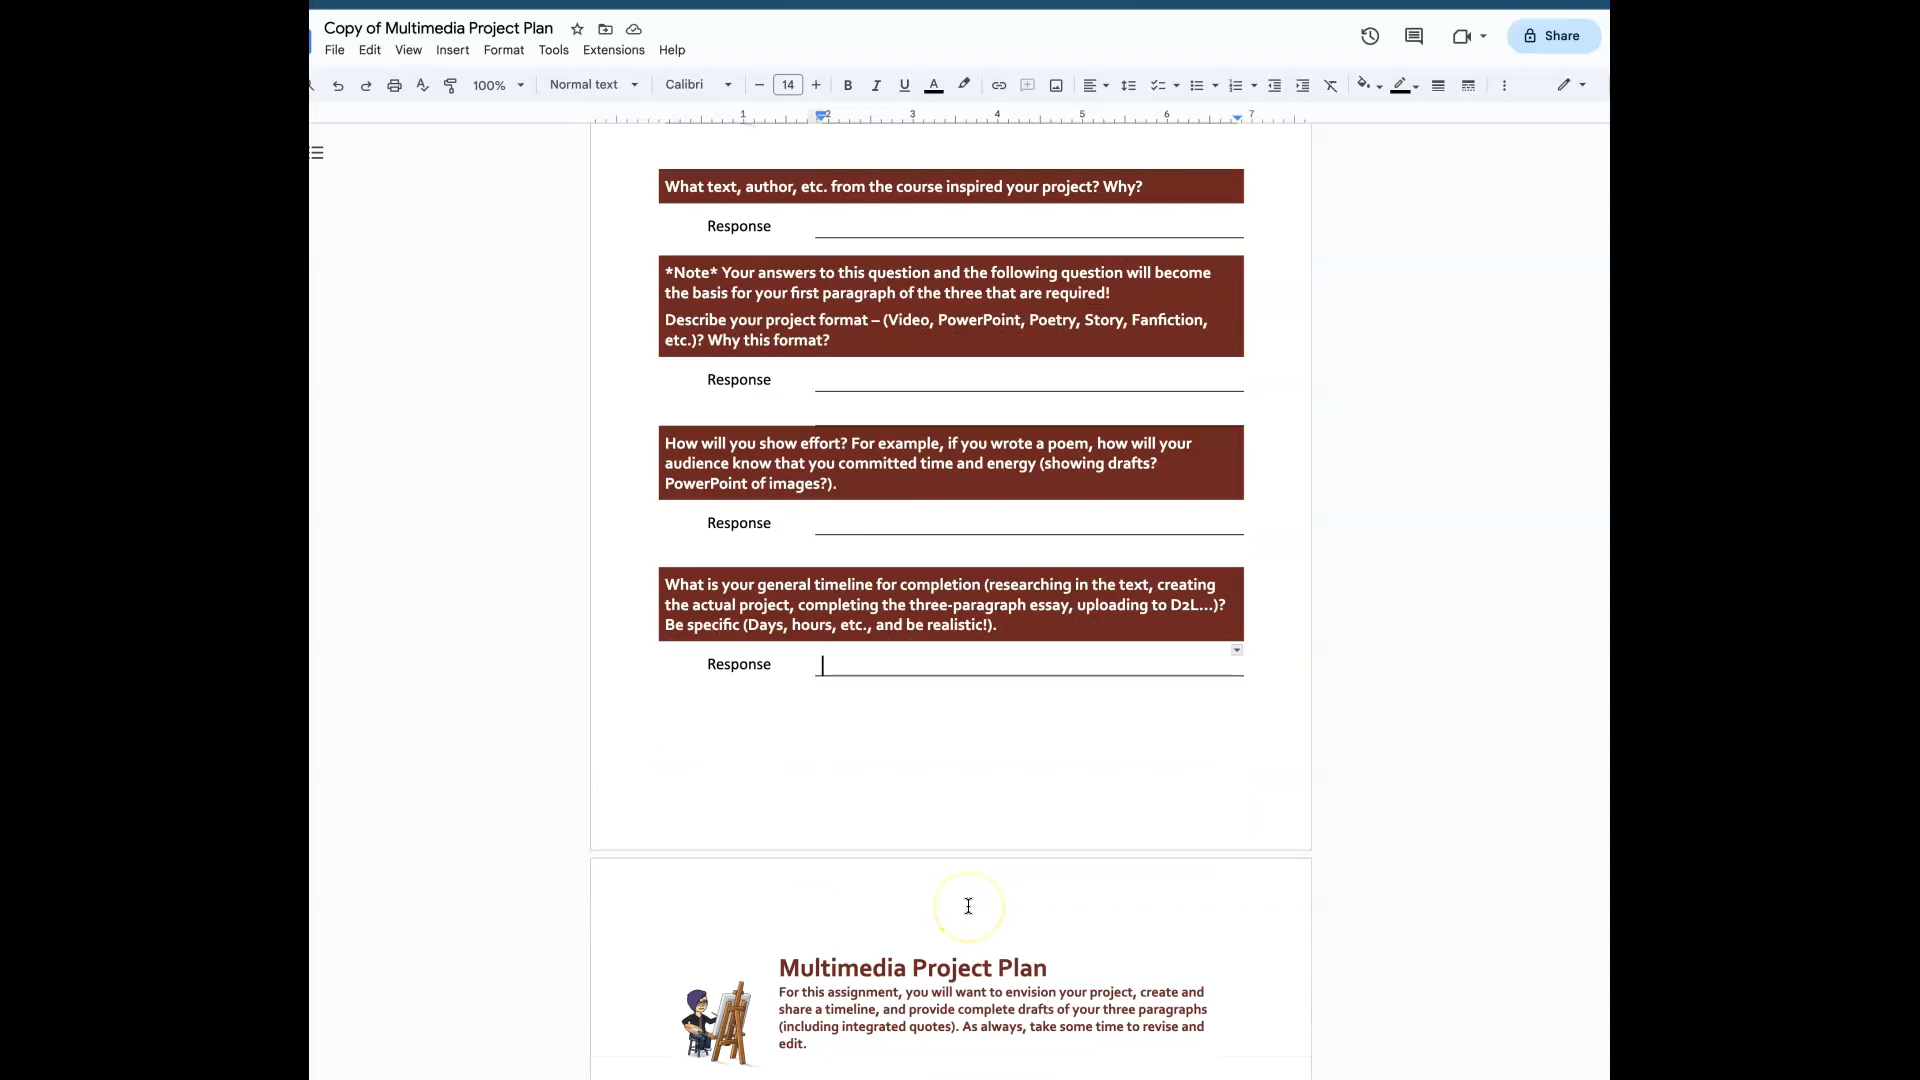 Copy of Multimedia Project Plan
Share
File Edit View Insert Format Tools Extensions Help
100% Normal text Calibri 14 B I U A
1 2 3 4 5 6 7
What text, author, etc. from the course inspired your project? Why?
Response
*Note* Your answers to this question and the following question will become
the basis for your first paragraph of the three that are required!
Describe your project format – (Video, PowerPoint, Poetry, Story, Fanfiction,
etc.)? Why this format?
Response
How will you show effort? For example, if you wrote a poem, how will your
audience know that you committed time and energy (showing drafts?
PowerPoint of images?).
Response
What is your general timeline for completion (researching in the text, creating
the actual project, completing the three-paragraph essay, uploading to D2L...)?
Be specific (Days, hours, etc., and be realistic!).
Response
Multimedia Project Plan
For this assignment, you will want to envision your project, create and
share a timeline, and provide complete drafts of your three paragraphs
(including integrated quotes). As always, take some time to revise and
edit.